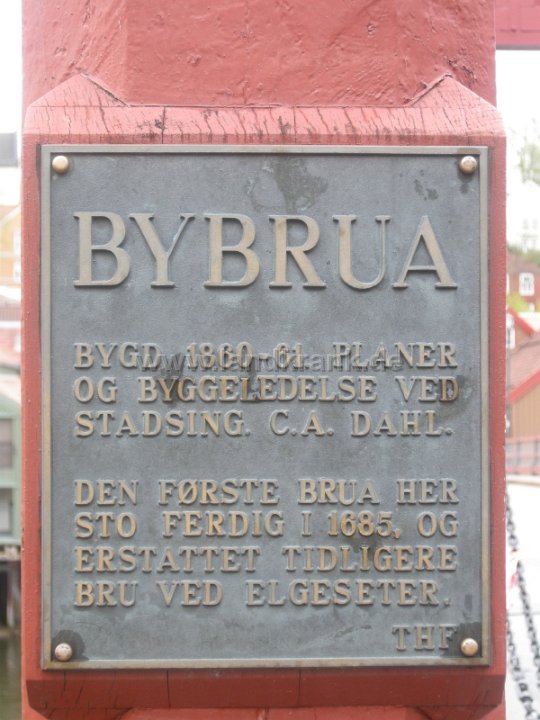 BYBRUA
BYGD 1860-61. PLANER
OG BYGGELEDELSE VED
STADSING. C.A. DAHL.
DEN FØRSTE BRUA HER
STO FERDIG I 1685, OG
ERSTATTET TIDLIGERE
BRU VED ELGESETER.
THF